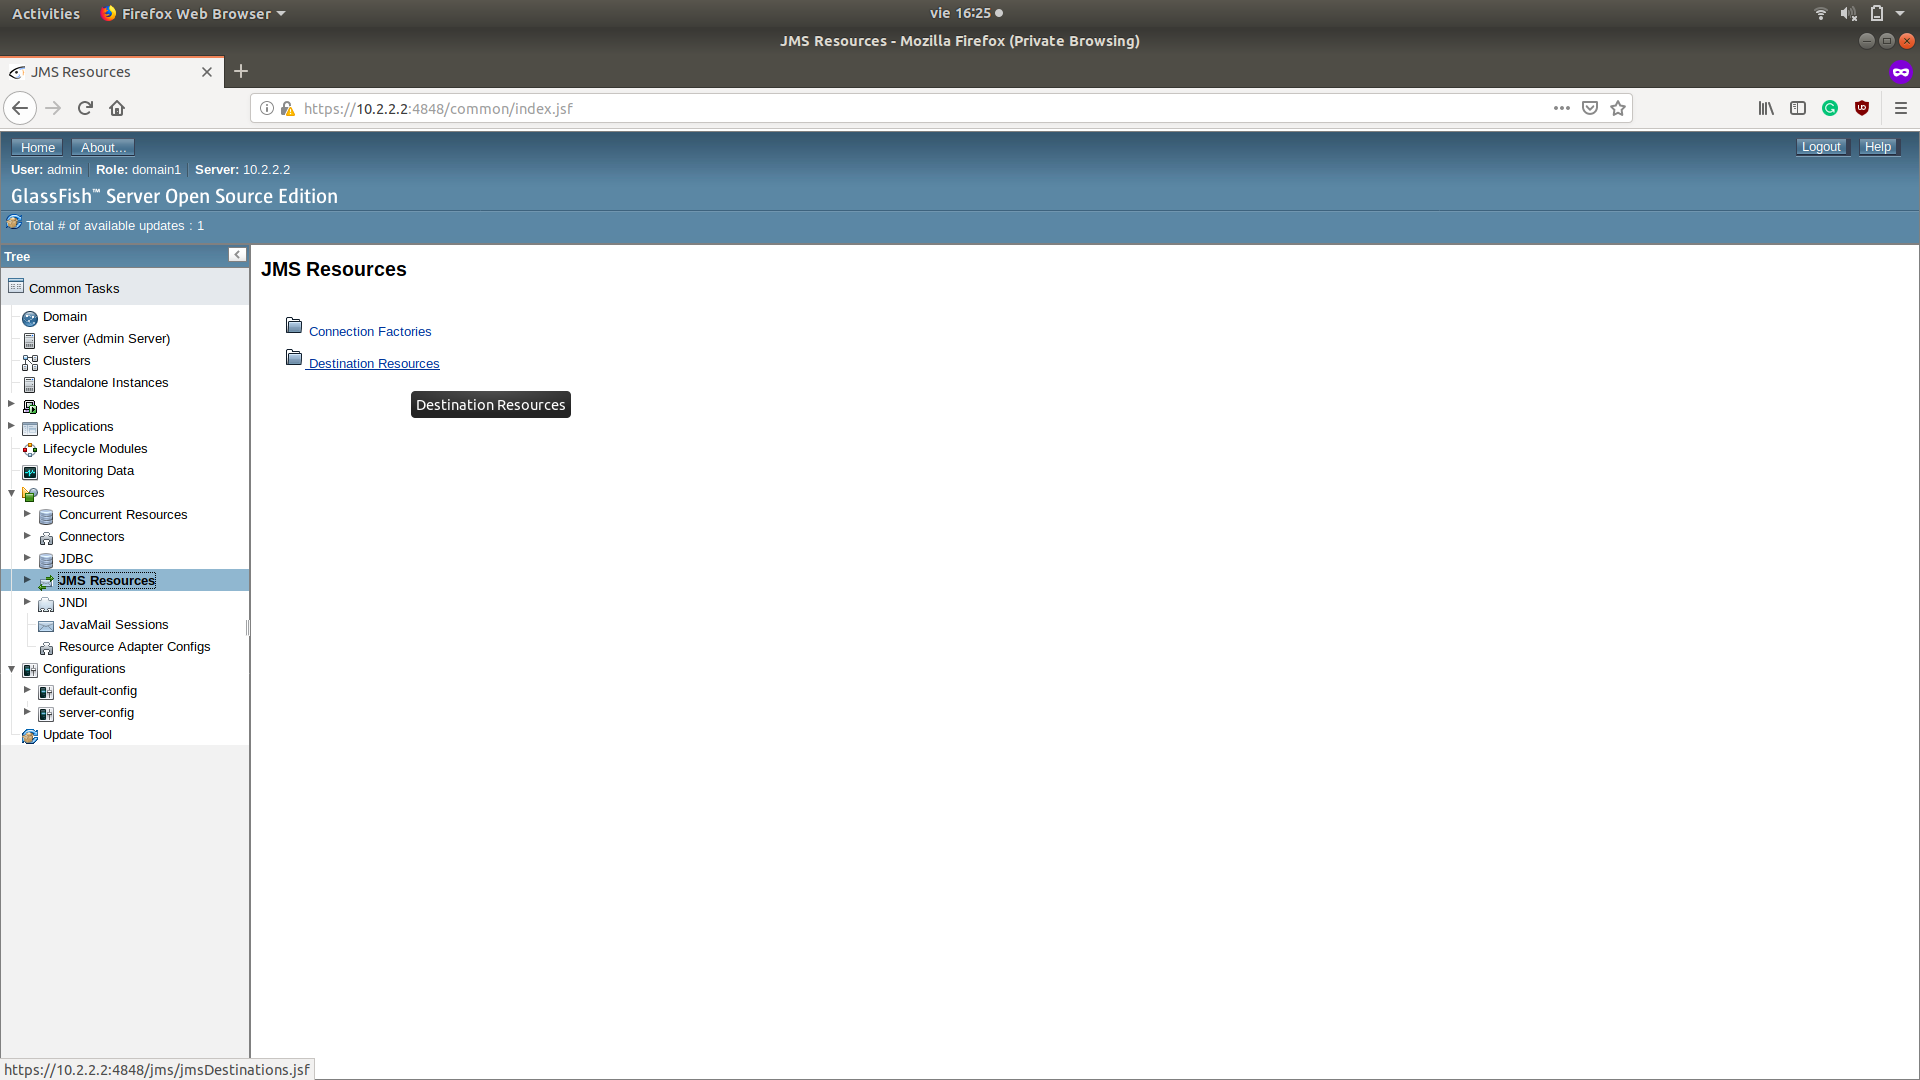 Activities Firefox Web Browser vie 16:25
JMS Resources - Mozilla Firefox (Private Browsing)
JMS Resources
https://10.2.2.2:4848/common/index.jsf
Home About... Logout Help
User: admin Role: domain1 Server: 10.2.2.2
GlassFish™ Server Open Source Edition
Total # of available updates : 1
Tree
Common Tasks
Domain
server (Admin Server)
Clusters
Standalone Instances
Nodes
Applications
Lifecycle Modules
Monitoring Data
Resources
Concurrent Resources
Connectors
JDBC
JMS Resources
JNDI
JavaMail Sessions
Resource Adapter Configs
Configurations
default-config
server-config
Update Tool
JMS Resources
Connection Factories
Destination Resources
Destination Resources
https://10.2.2.2:4848/jms/jmsDestinations.jsf